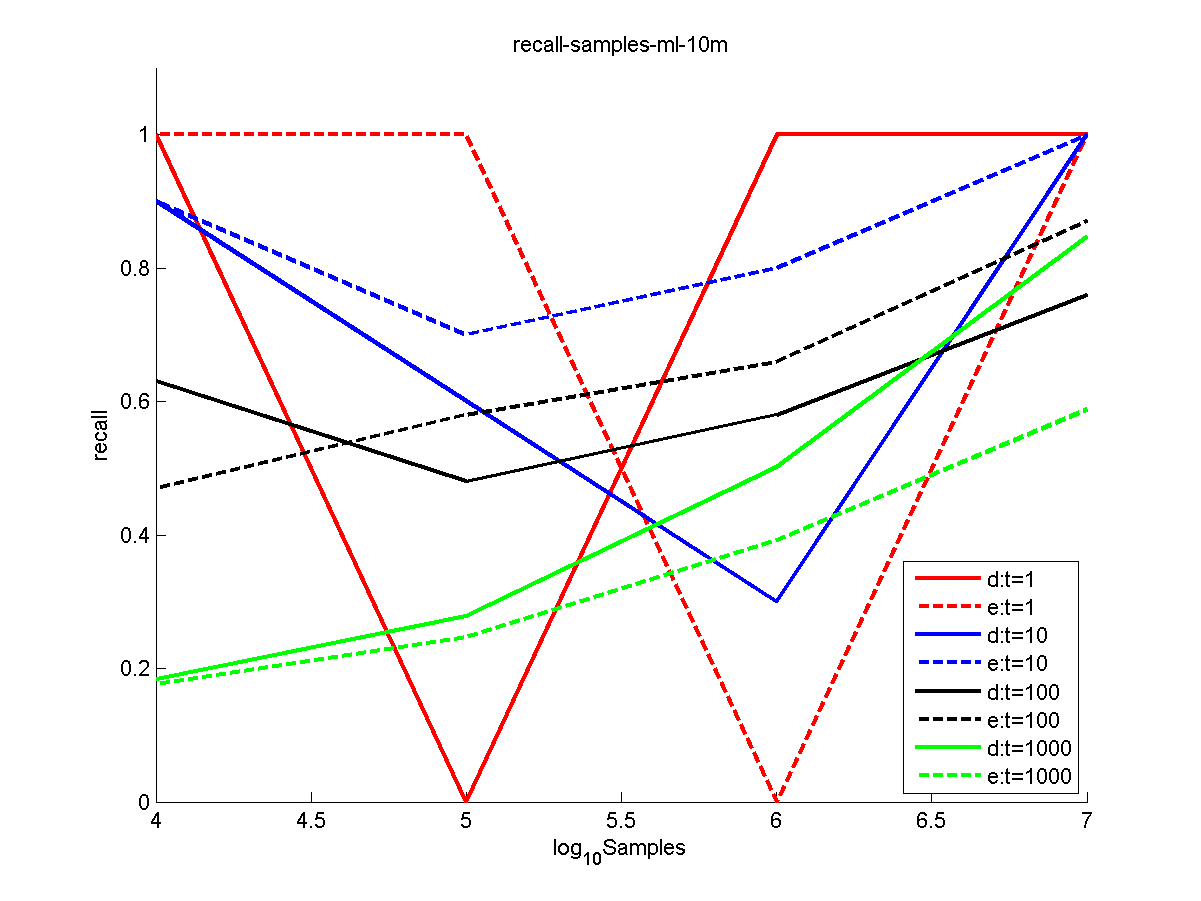 recall-samples-ml-10m
1
0.8
0.6
0.4
0.2
0
recall
4 4.5 5 5.5 6 6.5 7
log10Samples
d:t=1
e:t=1
d:t=10
e:t=10
d:t=100
e:t=100
d:t=1000
e:t=1000